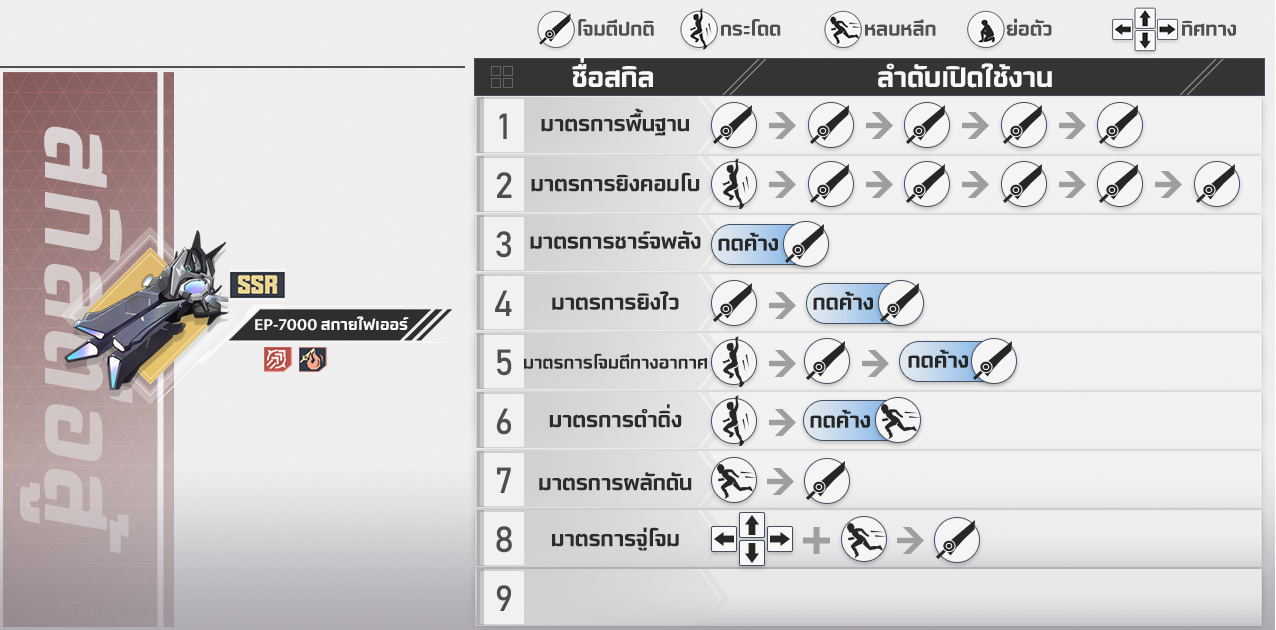 โจมตีปกติ
กระโดด
หลบหลีก
ย่อตัว
ทิศทาง
สกิลต่อสู้
SSR
EP-7000 สกายไฟเออร์
ชื่อสกิล
ลำดับเปิดใช้งาน
1 มาตรการพื้นฐาน
2 มาตรการยิงคอมโบ
3 มาตรการชาร์จพลัง กดค้าง
4 มาตรการยิงไว กดค้าง
5 มาตรการโจมตีทางอากาศ กดค้าง
6 มาตรการดำดิ่ง กดค้าง
7 มาตรการผลักดัน
8 มาตรการจู่โจม
9